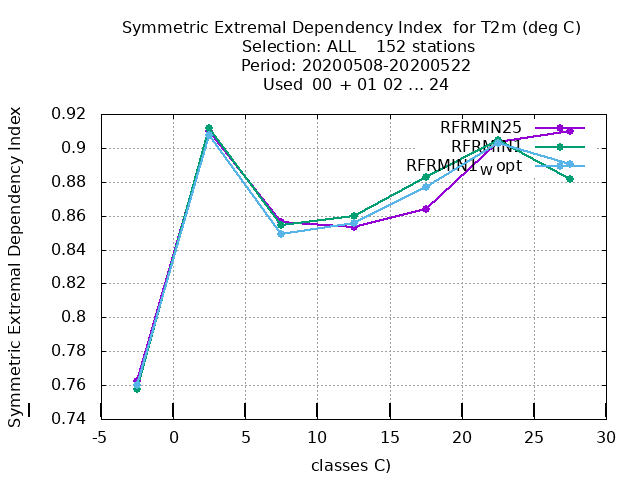 Symmetric Extremal Dependency Index for T2m (deg C)
Selection: ALL 152 stations
Period: 20200508-20200522
Used 00 + 01 02 ... 24
Symmetric Extremal Dependency Index
0.92
0.9
0.88
0.86
0.84
0.82
0.8
0.78
0.76
0.74
RFRMIN25
RFRMIN1
RFRMIN1w opt
-5
0
5
10
15
20
25
30
classes C)